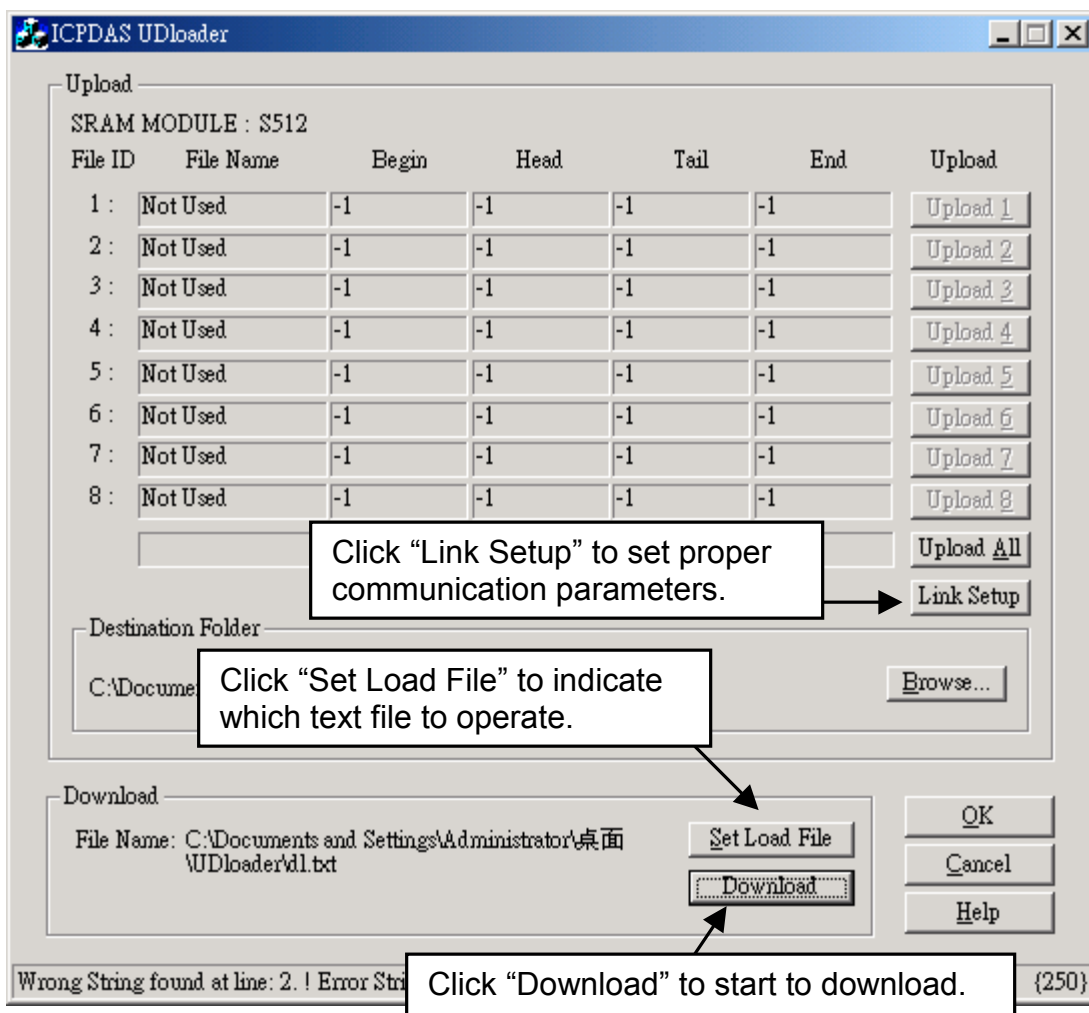 ICPDAS UDloader
Upload
SRAM MODULE : S512
File ID File Name Begin Head Tail End Upload
1 : Not Used -1 -1 -1 -1 Upload 1
2 : Not Used -1 -1 -1 -1 Upload 2
3 : Not Used -1 -1 -1 -1 Upload 3
4 : Not Used -1 -1 -1 -1 Upload 4
5 : Not Used -1 -1 -1 -1 Upload 5
6 : Not Used -1 -1 -1 -1 Upload 6
7 : Not Used -1 -1 -1 -1 Upload 7
8 : Not Used -1 -1 -1 -1 Upload 8
Upload All
Click “Link Setup” to set proper
communication parameters.
Link Setup
Destination Folder
C:\Docume
Click “Set Load File” to indicate
which text file to operate.
Browse...
Download
File Name: C:\Documents and Settings\Administrator\桌面
\UDloader\dl.txt
Set Load File
Download
OK
Cancel
Help
Wrong String found at line: 2. ! Error Stri
Click “Download” to start to download.
{250}